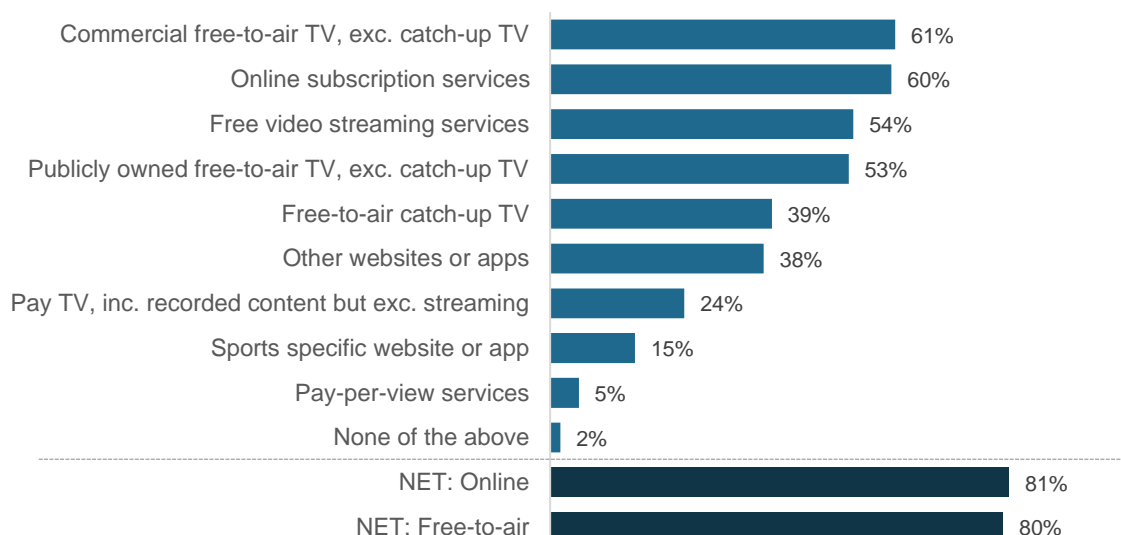 Commercial free-to-air TV, exc. catch-up TV 61%
Online subscription services 60%
Free video streaming services 54%
Publicly owned free-to-air TV, exc. catch-up TV 53%
Free-to-air catch-up TV 39%
Other websites or apps 38%
Pay TV, inc. recorded content but exc. streaming 24%
Sports specific website or app 15%
Pay-per-view services 5%
None of the above 2%
NET: Online 81%
NET: Free-to-air 80%